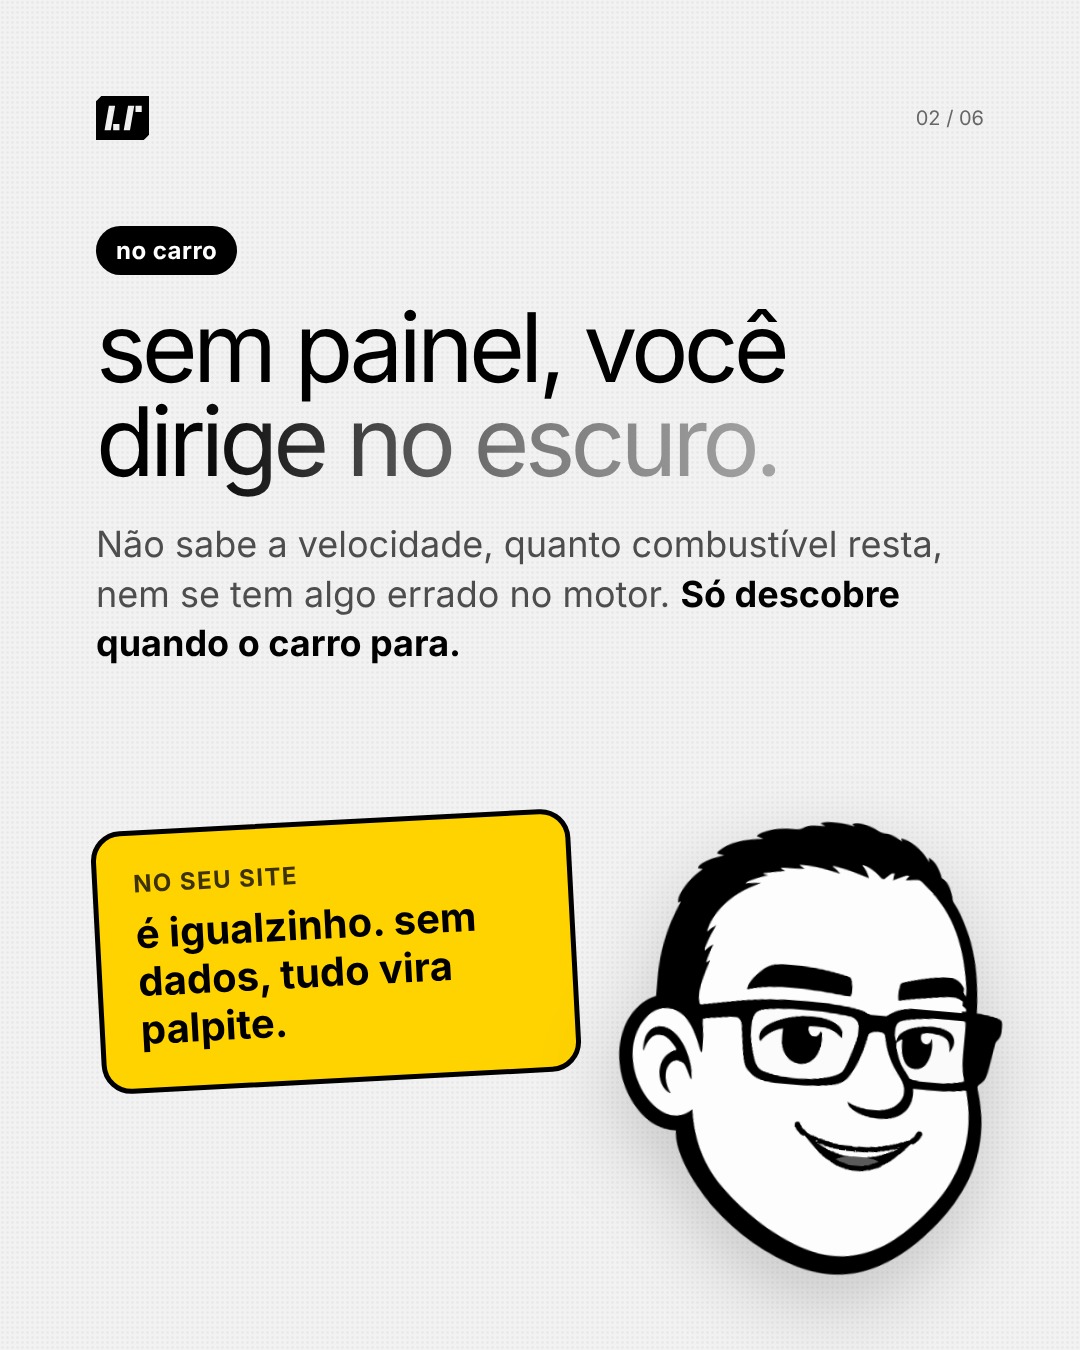 LT
02 / 06
no carro
sem painel, você
dirige no escuro.
Não sabe a velocidade, quanto combustível resta,
nem se tem algo errado no motor. Só descobre
quando o carro para.
NO SEU SITE
é igualzinho. sem
dados, tudo vira
palpite.